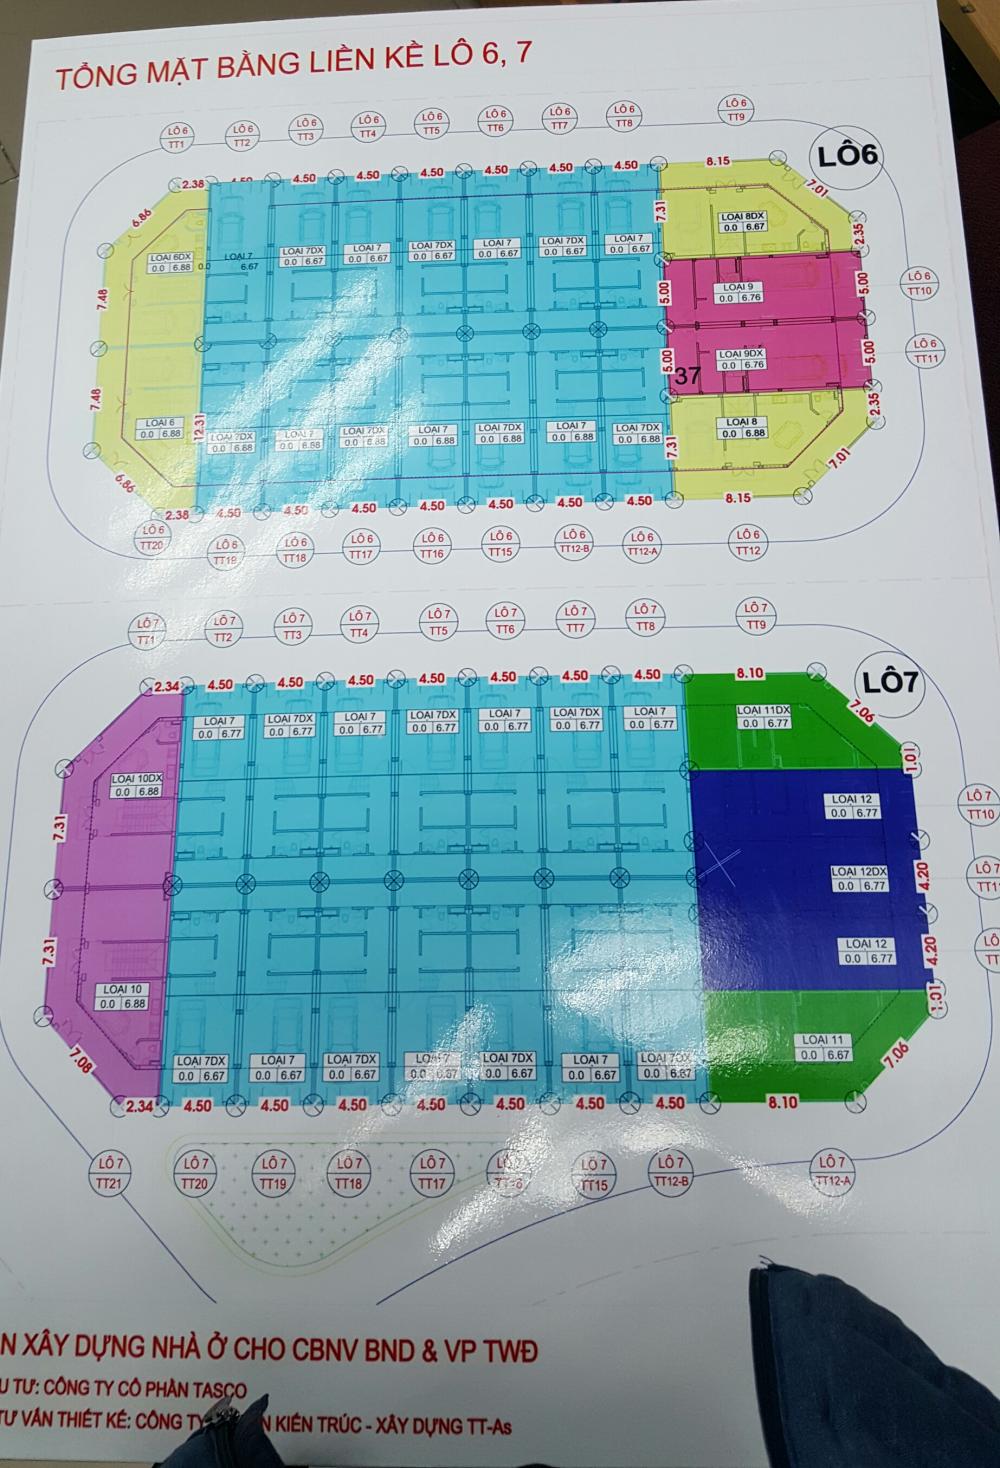 TỔNG MẶT BẰNG LIỀN KỀ LÔ 6, 7
LÔ 6 TT1
LÔ 6 TT2
LÔ 6 TT3
LÔ 6 TT4
LÔ 6 TT5
LÔ 6 TT6
LÔ 6 TT7
LÔ 6 TT8
LÔ 6 TT9
LÔ6
2.38 4.50 4.50 4.50 4.50 4.50 4.50 4.50 8.15
6.86
7.01
7.31
2.35
LOẠI 6DX
0.0 6.88
LOẠI 7
0.0 6.67
LOẠI 7DX
0.0 6.67
LOẠI 7
0.0 6.67
LOẠI 7DX
0.0 6.67
LOẠI 7
0.0 6.67
LOẠI 7DX
0.0 6.67
LOẠI 7
0.0 6.67
LOẠI 8DX
0.0 6.67
7.48
5.00
LOẠI 9
0.0 6.76
5.00
LÔ 6 TT10
5.00
LOẠI 9DX
0.0 6.76
5.00
LÔ 6 TT11
37
7.48
12.31
LOẠI 6
0.0 6.88
LOẠI 7DX
0.0 6.88
LOẠI 7
0.0 6.88
LOẠI 7DX
0.0 6.88
LOẠI 7
0.0 6.88
LOẠI 7DX
0.0 6.88
LOẠI 7
0.0 6.88
LOẠI 7DX
0.0 6.88
LOẠI 8
0.0 6.88
2.35
7.31
7.01
6.86
2.38 4.50 4.50 4.50 4.50 4.50 4.50 4.50 8.15
LÔ 6 TT20
LÔ 6 TT19
LÔ 6 TT18
LÔ 6 TT17
LÔ 6 TT16
LÔ 6 TT15
LÔ 6 TT12-B
LÔ 6 TT12-A
LÔ 6 TT12
LÔ 7 TT1
LÔ 7 TT2
LÔ 7 TT3
LÔ 7 TT4
LÔ 7 TT5
LÔ 7 TT6
LÔ 7 TT7
LÔ 7 TT8
LÔ 7 TT9
LÔ7
2.34 4.50 4.50 4.50 4.50 4.50 4.50 4.50 8.10
7.06
1.01
LOẠI 7
0.0 6.77
LOẠI 7DX
0.0 6.77
LOẠI 7
0.0 6.77
LOẠI 7DX
0.0 6.77
LOẠI 7
0.0 6.77
LOẠI 7DX
0.0 6.77
LOẠI 7
0.0 6.77
LOẠI 11DX
0.0 6.77
LOẠI 10DX
0.0 6.88
7.31
LOẠI 12
0.0 6.77
LÔ 7 TT10
LOẠI 12DX
0.0 6.77
4.20
LÔ 7
LOẠI 12
0.0 6.77
4.20
LÔ
TT
7.31
LOẠI 10
0.0 6.88
1.01
7.08
LOẠI 7DX
0.0 6.67
LOẠI 7
0.0 6.67
LOẠI 7DX
0.0 6.67
0.0 6.67
LOẠI 7DX
0.0 6.67
LOẠI 7
0.0 6.67
LOẠI 7DX
0.0 6.67
LOẠI 11
0.0 6.67
7.06
2.34 4.50 4.50 4.50 4.50 4.50 4.50 4.50 8.10
LÔ 7 TT21
LÔ 7 TT20
LÔ 7 TT19
LÔ 7 TT18
LÔ 7 TT17
LÔ 7 TT15
LÔ 7 TT12-B
LÔ 7 TT12-A
N XÂY DỰNG NHÀ Ở CHO CBNV BND & VP TWĐ
U TƯ: CÔNG TY CỔ PHẦN TASCO
TƯ VẤN THIẾT KẾ: CÔNG TY KIẾN TRÚC - XÂY DỰNG TT-As